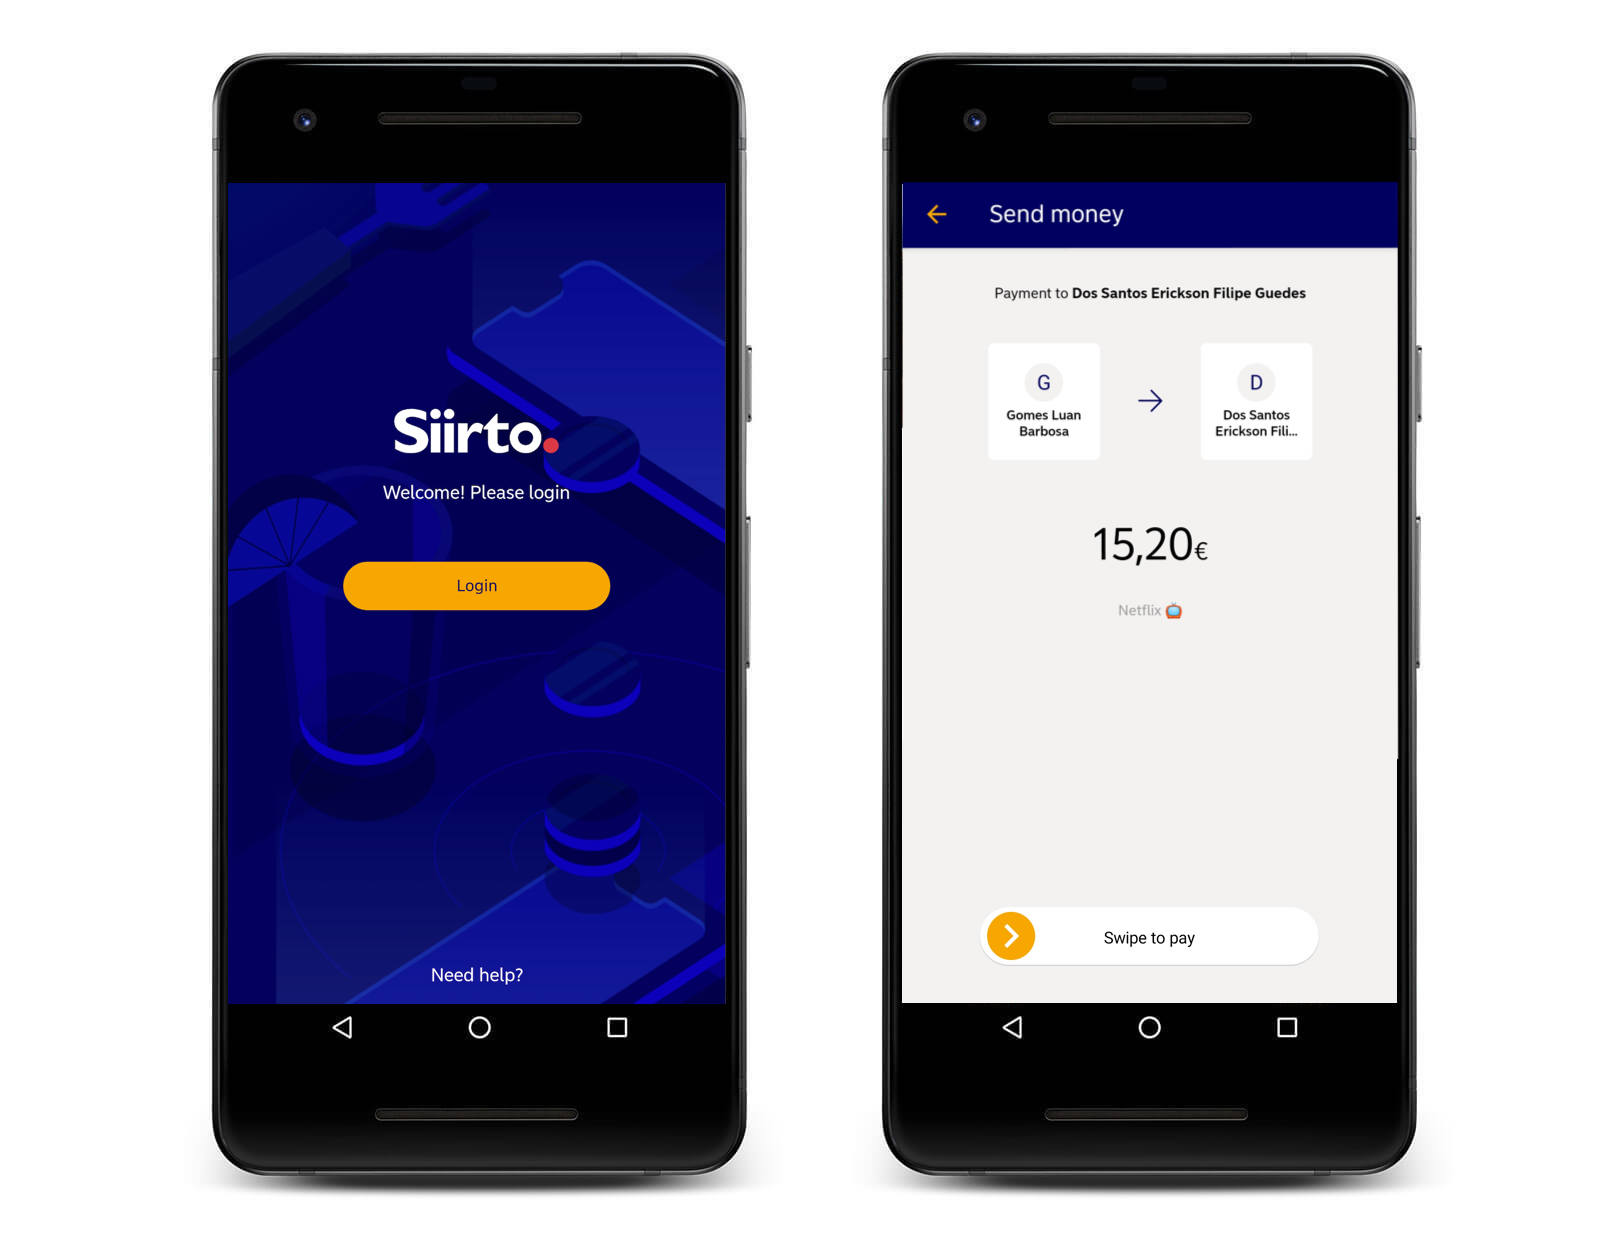 Siirto.
Welcome! Please login
Login
Need help?
Send money
Payment to Dos Santos Erickson Filipe Guedes
G
Gomes Luan
Barbosa
D
Dos Santos
Erickson Fili...
15,20€
Netflix 📺
Swipe to pay